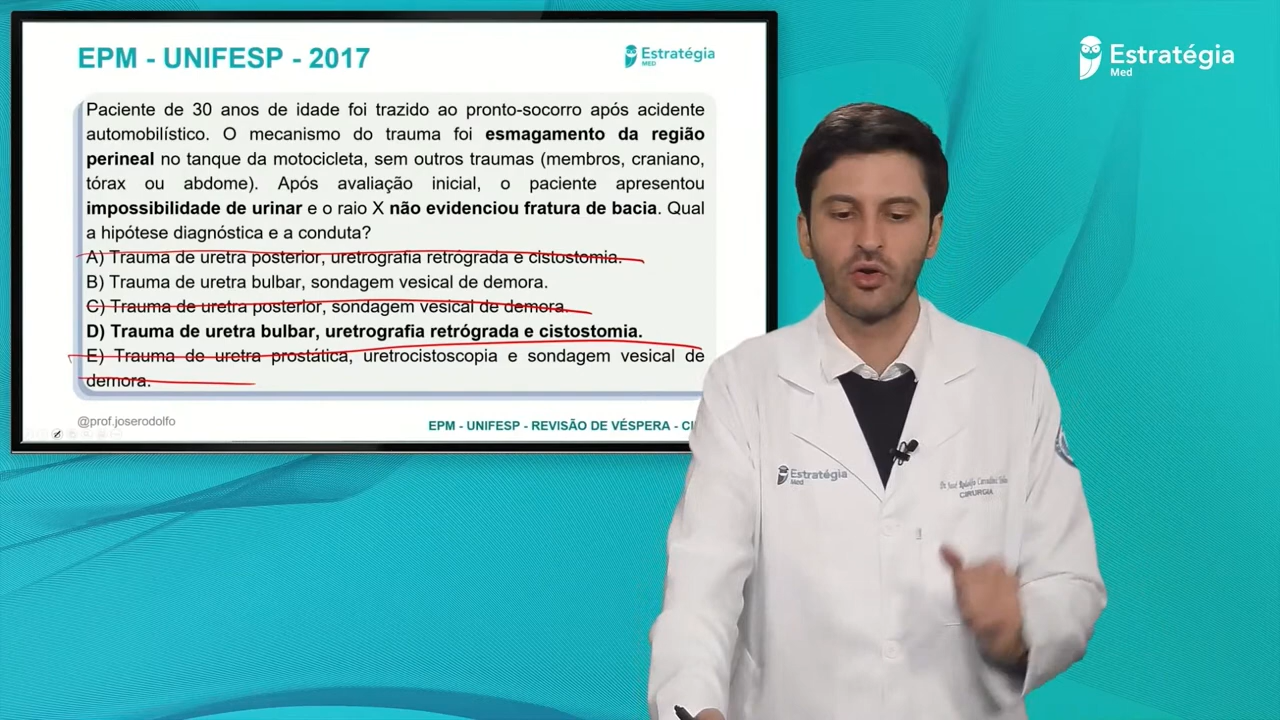 EPM - UNIFESP - 2017
Estratégia
MED
Estratégia
Med
Paciente de 30 anos de idade foi trazido ao pronto-socorro após acidente
automobilístico. O mecanismo do trauma foi esmagamento da região
perineal no tanque da motocicleta, sem outros traumas (membros, craniano,
tórax ou abdome). Após avaliação inicial, o paciente apresentou
impossibilidade de urinar e o raio X não evidenciou fratura de bacia. Qual
a hipótese diagnóstica e a conduta?
A) Trauma de uretra posterior, uretrografia retrógrada e cistostomia.
B) Trauma de uretra bulbar, sondagem vesical de demora.
C) Trauma de uretra posterior, sondagem vesical de demora.
D) Trauma de uretra bulbar, uretrografia retrógrada e cistostomia.
E) Trauma de uretra prostática, uretrocistoscopia e sondagem vesical de
demora.
@prof.joserodolfo
EPM - UNIFESP - REVISÃO DE VÉSPERA - CI
Estratégia
Med
CIRURGIA